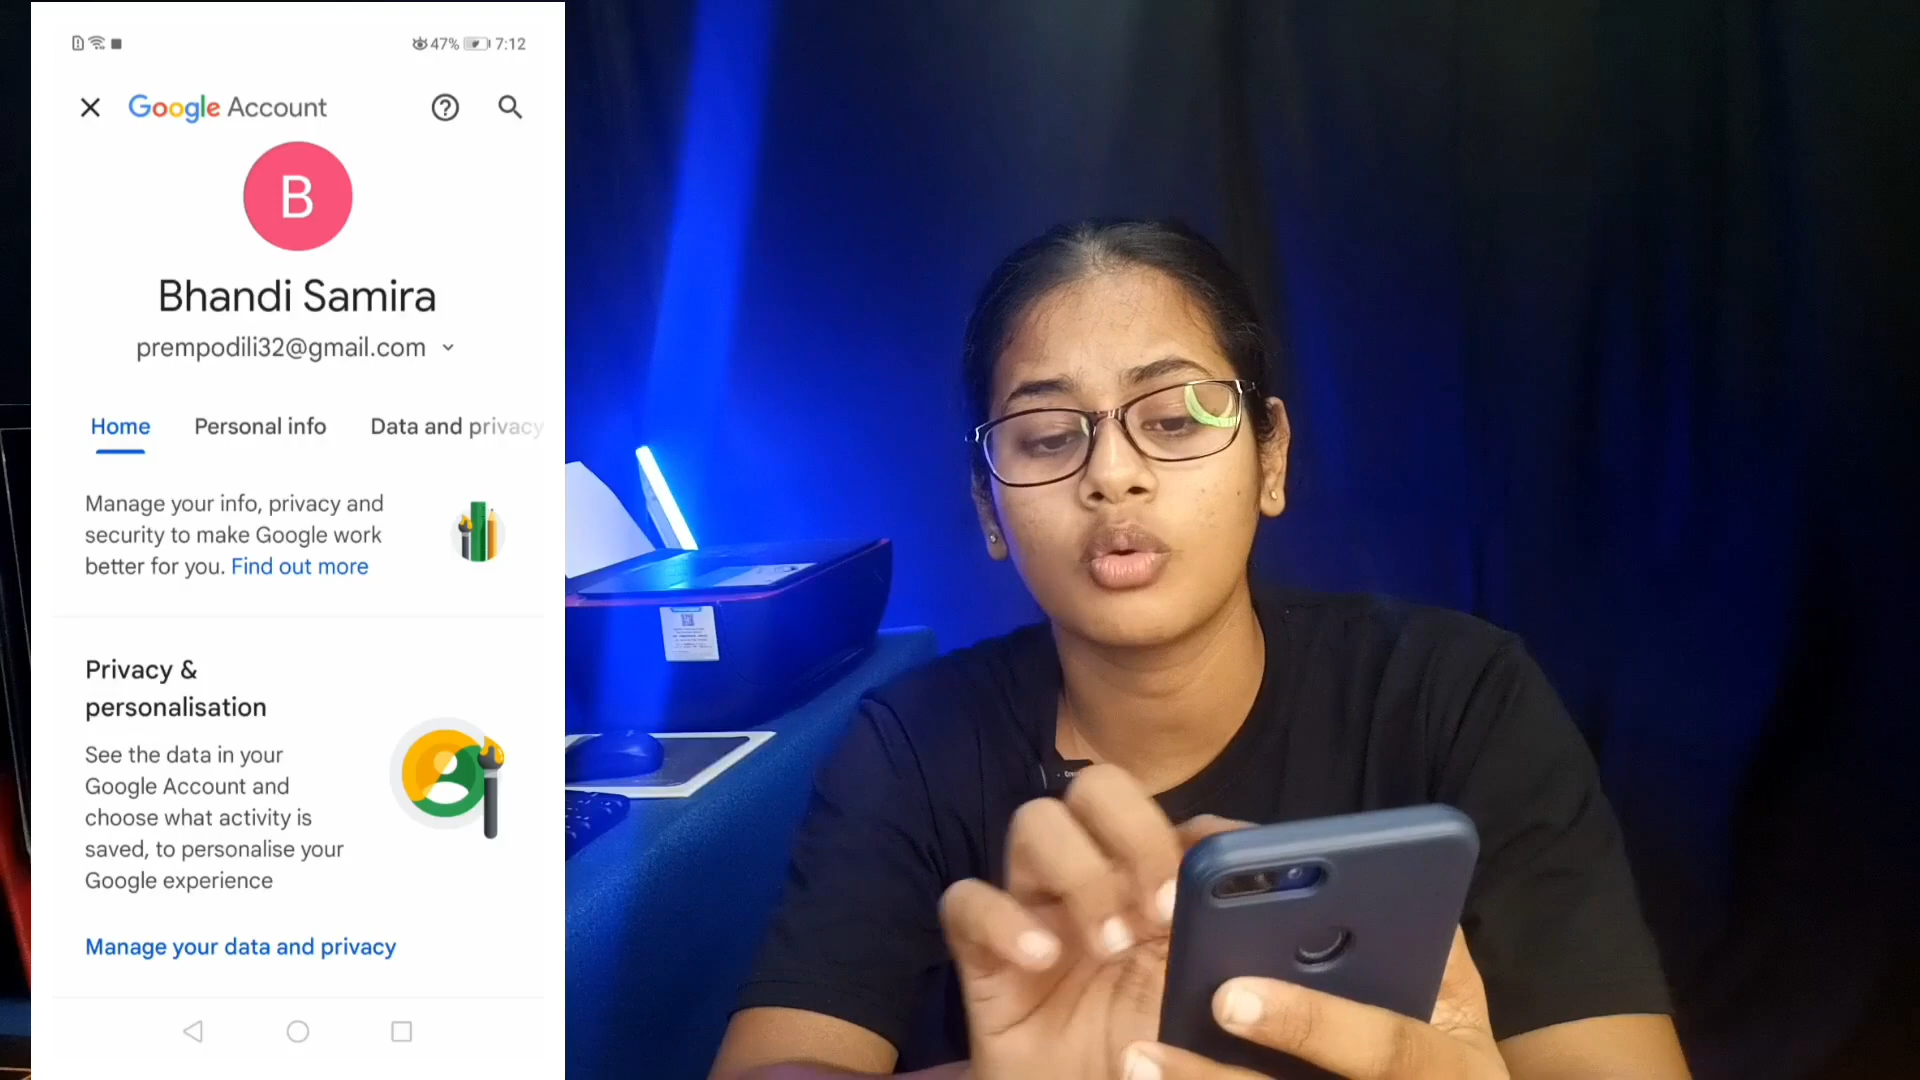 47% 7:12
Google Account
B
Bhandi Samira
prempodili32@gmail.com
Home Personal info Data and privacy
Manage your info, privacy and
security to make Google work
better for you. Find out more
Privacy &
personalisation
See the data in your
Google Account and
choose what activity is
saved, to personalise your
Google experience
Manage your data and privacy